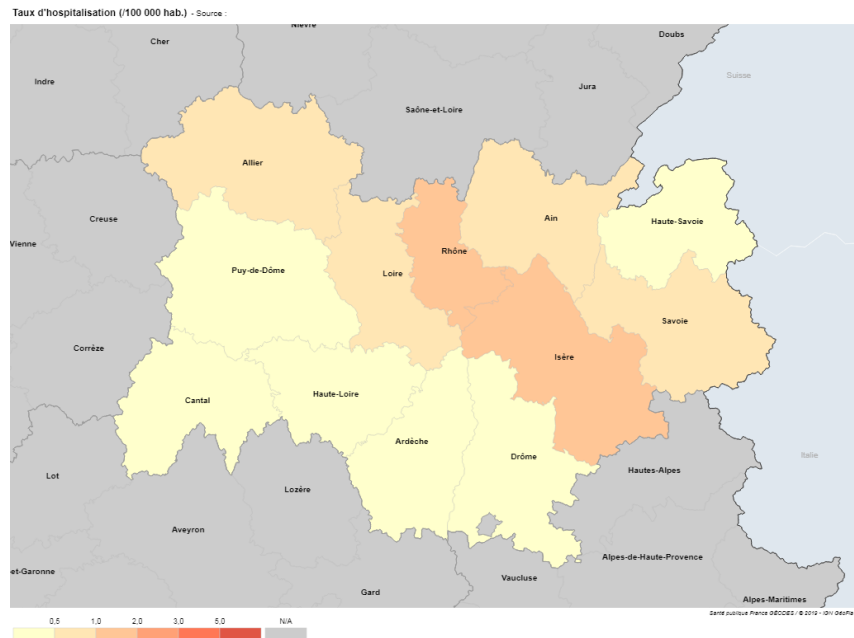 Taux d'hospitalisation (/100 000 hab.) - Source :
Nièvre
Doubs
Cher
Suisse
Indre
Jura
Saône-et-Loire
Allier
Creuse
Ain
Haute-Savoie
Vienne
Rhône
Puy-de-Dôme
Loire
Savoie
Corrèze
Isère
Haute-Loire
Cantal
Ardèche
Drôme
Italie
Hautes-Alpes
Lot
Lozère
Aveyron
Alpes-de-Haute-Provence
et-Garonne
Vaucluse
Gard
Alpes-Maritimes
Santé publique France GÉODES / © 2019 - IGN GéoFla
0,5 1,0 2,0 3,0 5,0 N/A